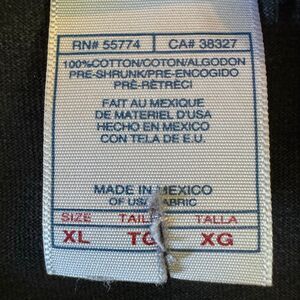 RN# 55774 CA# 38327
100%COTTON/COTON/ALGODON
PRE-SHRUNK/PRE-ENCOGIDO
PRÉ-RÉTRÉCI
FAIT AU MEXIQUE
DE MATERIEL D'USA
HECHO EN MEXICO
CON TELA DE E.U.
MADE IN MEXICO
OF USA FABRIC
SIZE TAILLE TALLA
XL TG XG